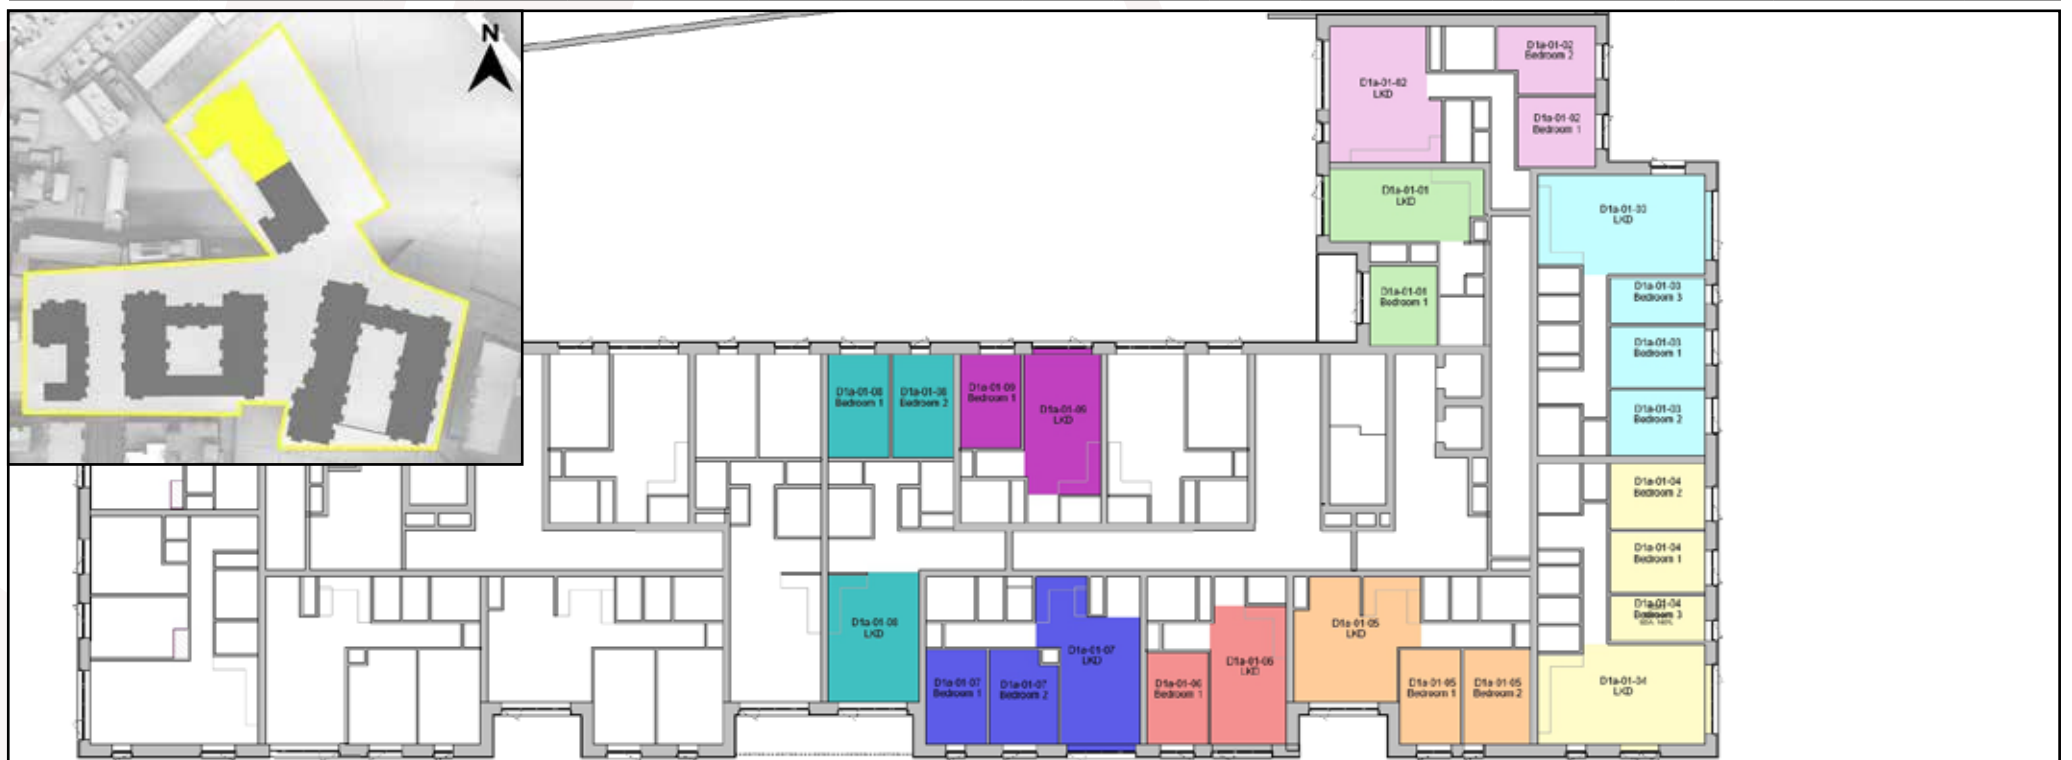 N
D1a-01-02
LKD
D1a-01-02
Bedroom 2
D1a-01-02
Bedroom 1
D1a-01-01
LKD
D1a-01-01
Bedroom 1
D1a-01-03
LKD
D1a-01-03
Bedroom 3
D1a-01-03
Bedroom 1
D1a-01-03
Bedroom 2
D1a-01-08
Bedroom 1
D1a-01-08
Bedroom 2
D1a-01-09
Bedroom 1
D1a-01-09
LKD
D1a-01-04
Bedroom 2
D1a-01-04
Bedroom 1
D1a-01-04
Bedroom 3
D1a-01-04
LKD
D1a-01-08
LKD
D1a-01-07
LKD
D1a-01-07
Bedroom 1
D1a-01-07
Bedroom 2
D1a-01-06
Bedroom 1
D1a-01-06
LKD
D1a-01-05
LKD
D1a-01-05
Bedroom 1
D1a-01-05
Bedroom 2